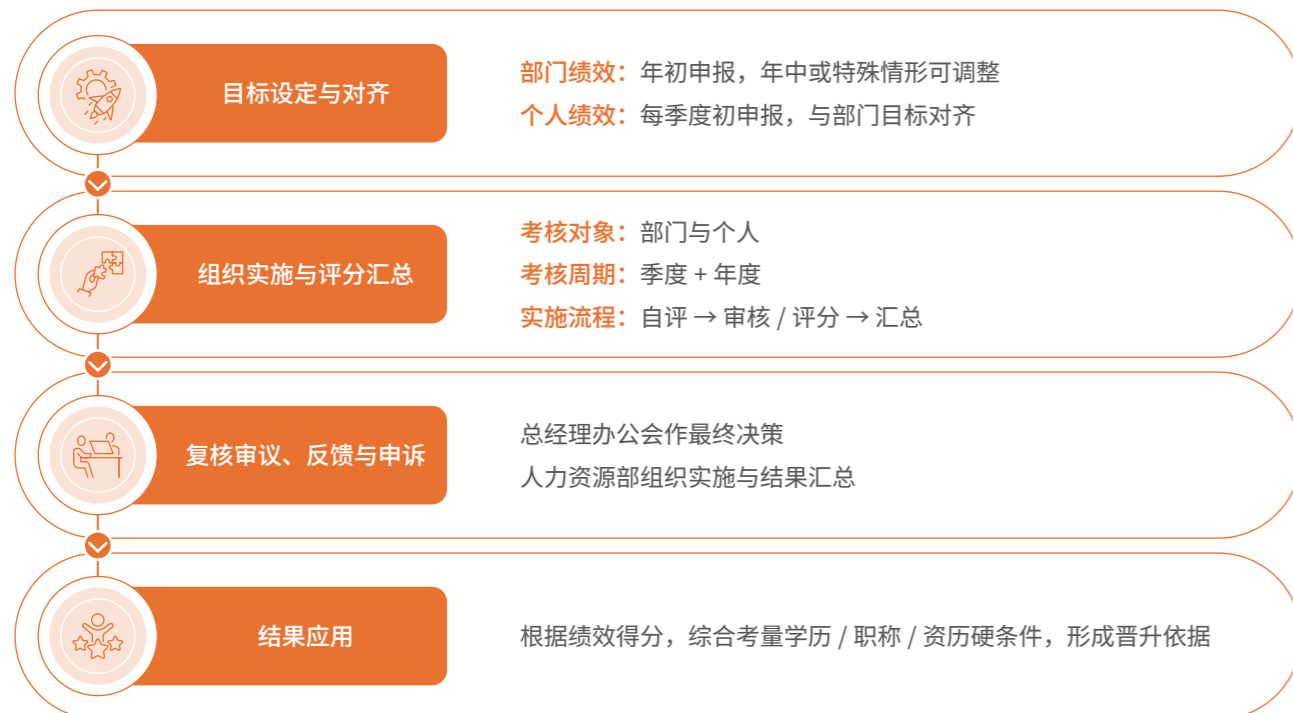 目标设定与对齐
部门绩效：年初申报，年中或特殊情形可调整
个人绩效：每季度初申报，与部门目标对齐
组织实施与评分汇总
考核对象：部门与个人
考核周期：季度 + 年度
实施流程：自评 → 审核 / 评分 → 汇总
复核审议、反馈与申诉
总经理办公会作最终决策
人力资源部组织实施与结果汇总
结果应用
根据绩效得分，综合考量学历 / 职称 / 资历硬条件，形成晋升依据